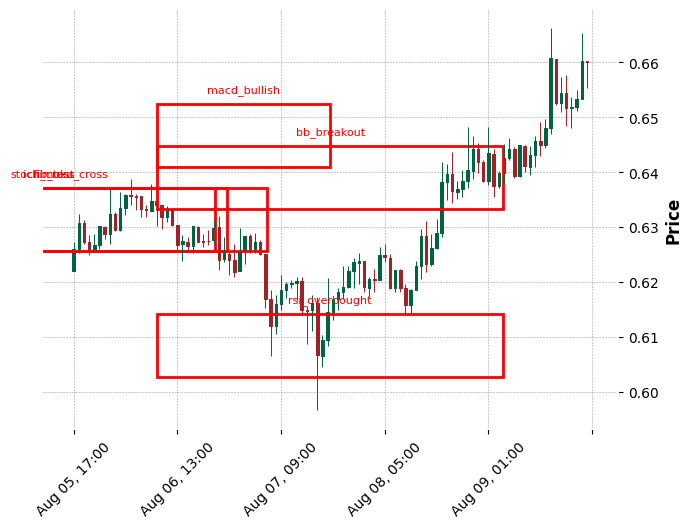 macd_bullish
bb_breakout
rsi_overbought
0.66
0.65
0.64
0.63
0.62
0.61
0.60
Price
Aug 05, 17:00
Aug 06, 13:00
Aug 07, 09:00
Aug 08, 05:00
Aug 09, 01:00